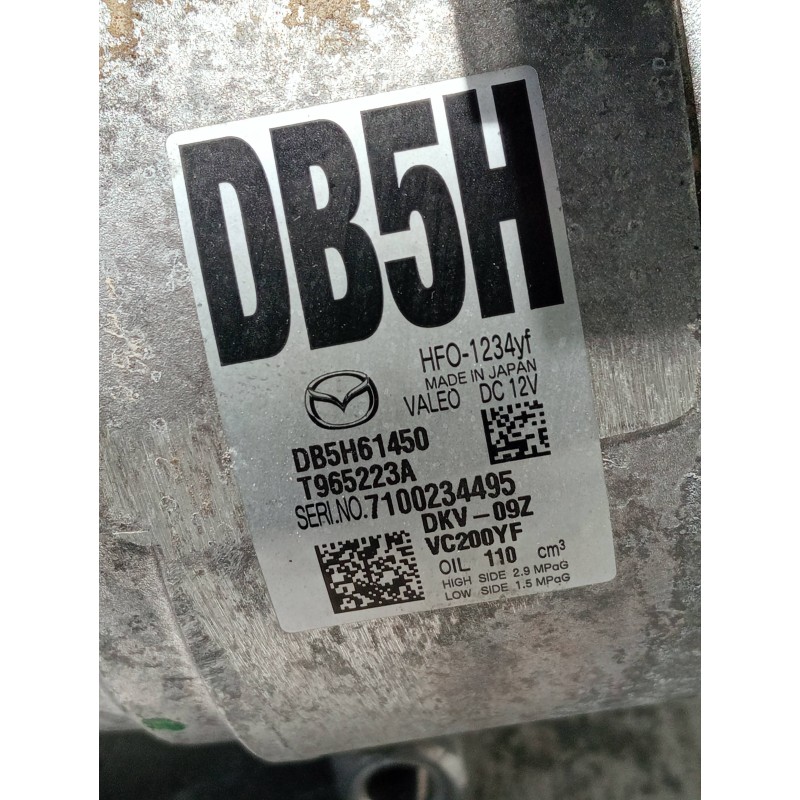 DB5H
HFO-1234yf
MADE IN JAPAN
VALEO DC 12V
DB5H61450
T965223A
SERI.NO.7100234495
DKV-09Z
VC200YF
OIL 110 cm³
HIGH SIDE 2.9 MPaG
LOW SIDE 1.5 MPaG